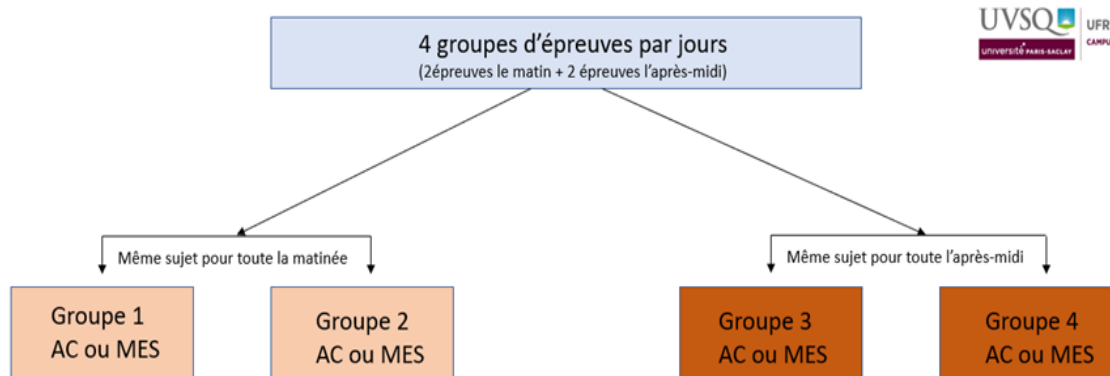 4 groupes d'épreuves par jours
(2épreuves le matin + 2 épreuves l'après-midi)
UVSQ
université PARIS-SACLAY
UFR
CAMPU
Même sujet pour toute la matinée
Même sujet pour toute l'après-midi
Groupe 1
AC ou MES
Groupe 2
AC ou MES
Groupe 3
AC ou MES
Groupe 4
AC ou MES